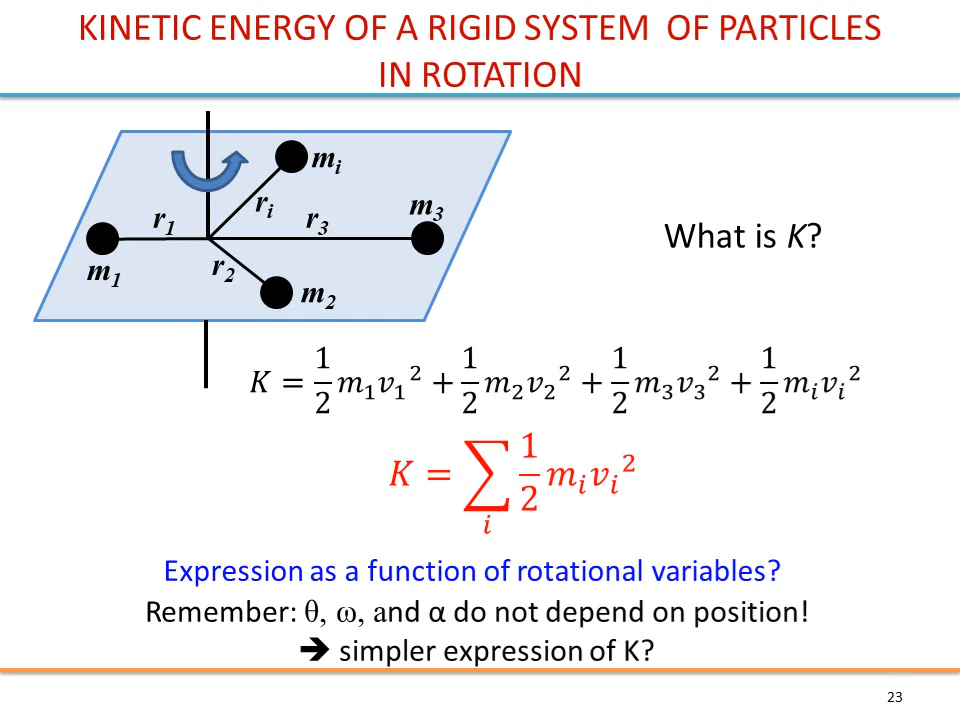 KINETIC ENERGY OF A RIGID SYSTEM OF PARTICLES
IN ROTATION
mᵢ
rᵢ
m₃
r₁
r₃
What is K?
m₁
r₂
m₂
K = 1/2 m₁v₁² + 1/2 m₂v₂² + 1/2 m₃v₃² + 1/2 mᵢvᵢ²
K = ∑ᵢ 1/2 mᵢvᵢ²
Expression as a function of rotational variables?
Remember: θ, ω, and α do not depend on position!
➔ simpler expression of K?
23